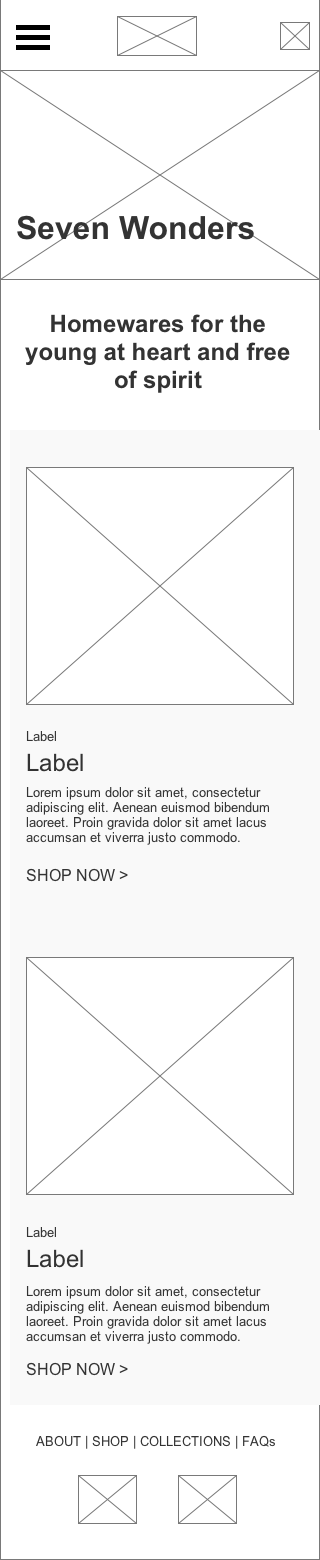 Seven Wonders
Homewares for the
young at heart and free
of spirit
Label
Label
Lorem ipsum dolor sit amet, consectetur
adipiscing elit. Aenean euismod bibendum
laoreet. Proin gravida dolor sit amet lacus
accumsan et viverra justo commodo.
SHOP NOW >
Label
Label
Lorem ipsum dolor sit amet, consectetur
adipiscing elit. Aenean euismod bibendum
laoreet. Proin gravida dolor sit amet lacus
accumsan et viverra justo commodo.
SHOP NOW >
ABOUT | SHOP | COLLECTIONS | FAQs